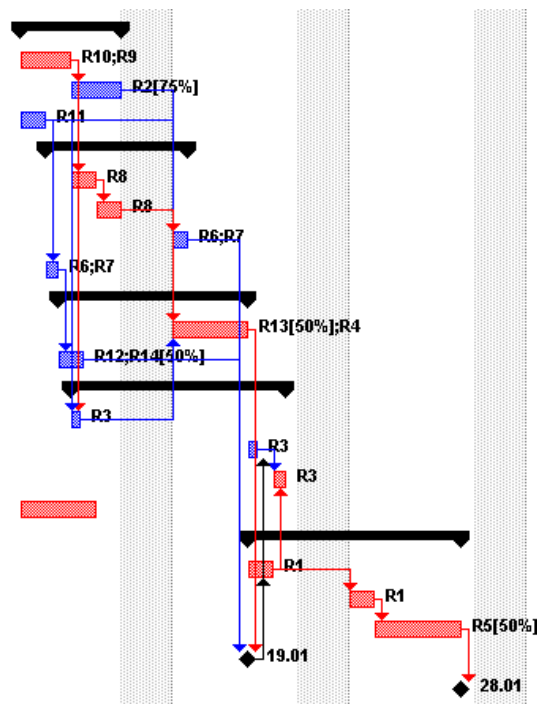 R10;R9
R2[75%]
R11
R8
R8
R6;R7
R6;R7
R13[50%];R4
R12;R14[50%]
R3
R3
R3
R1
R1
R5[50%]
19.01
28.01